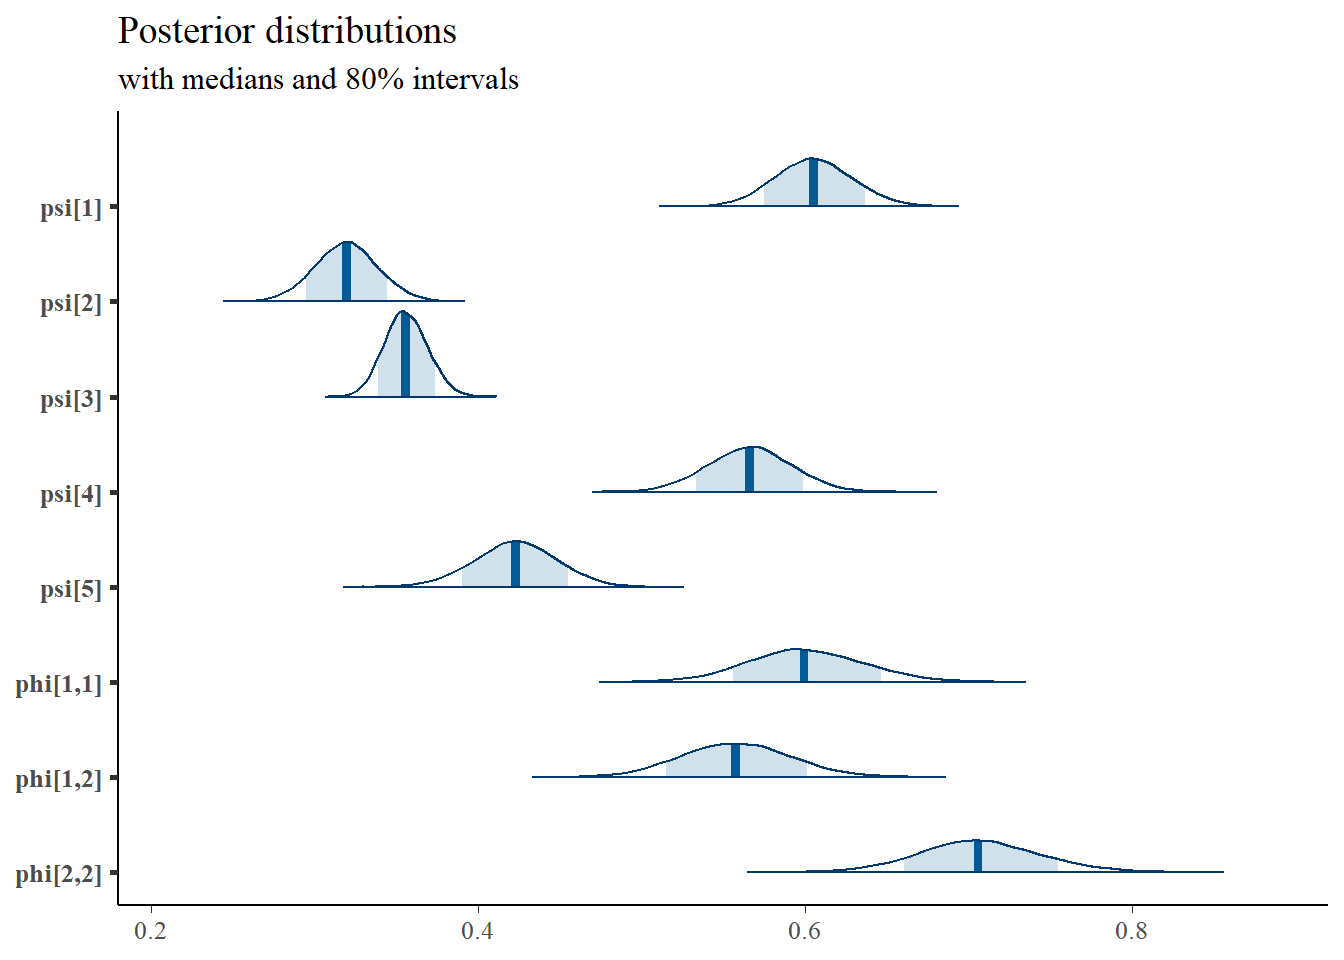 Posterior distributions
with medians and 80% intervals
psi[1]
psi[2]
psi[3]
psi[4]
psi[5]
phi[1,1]
phi[1,2]
phi[2,2]
0.2 0.4 0.6 0.8